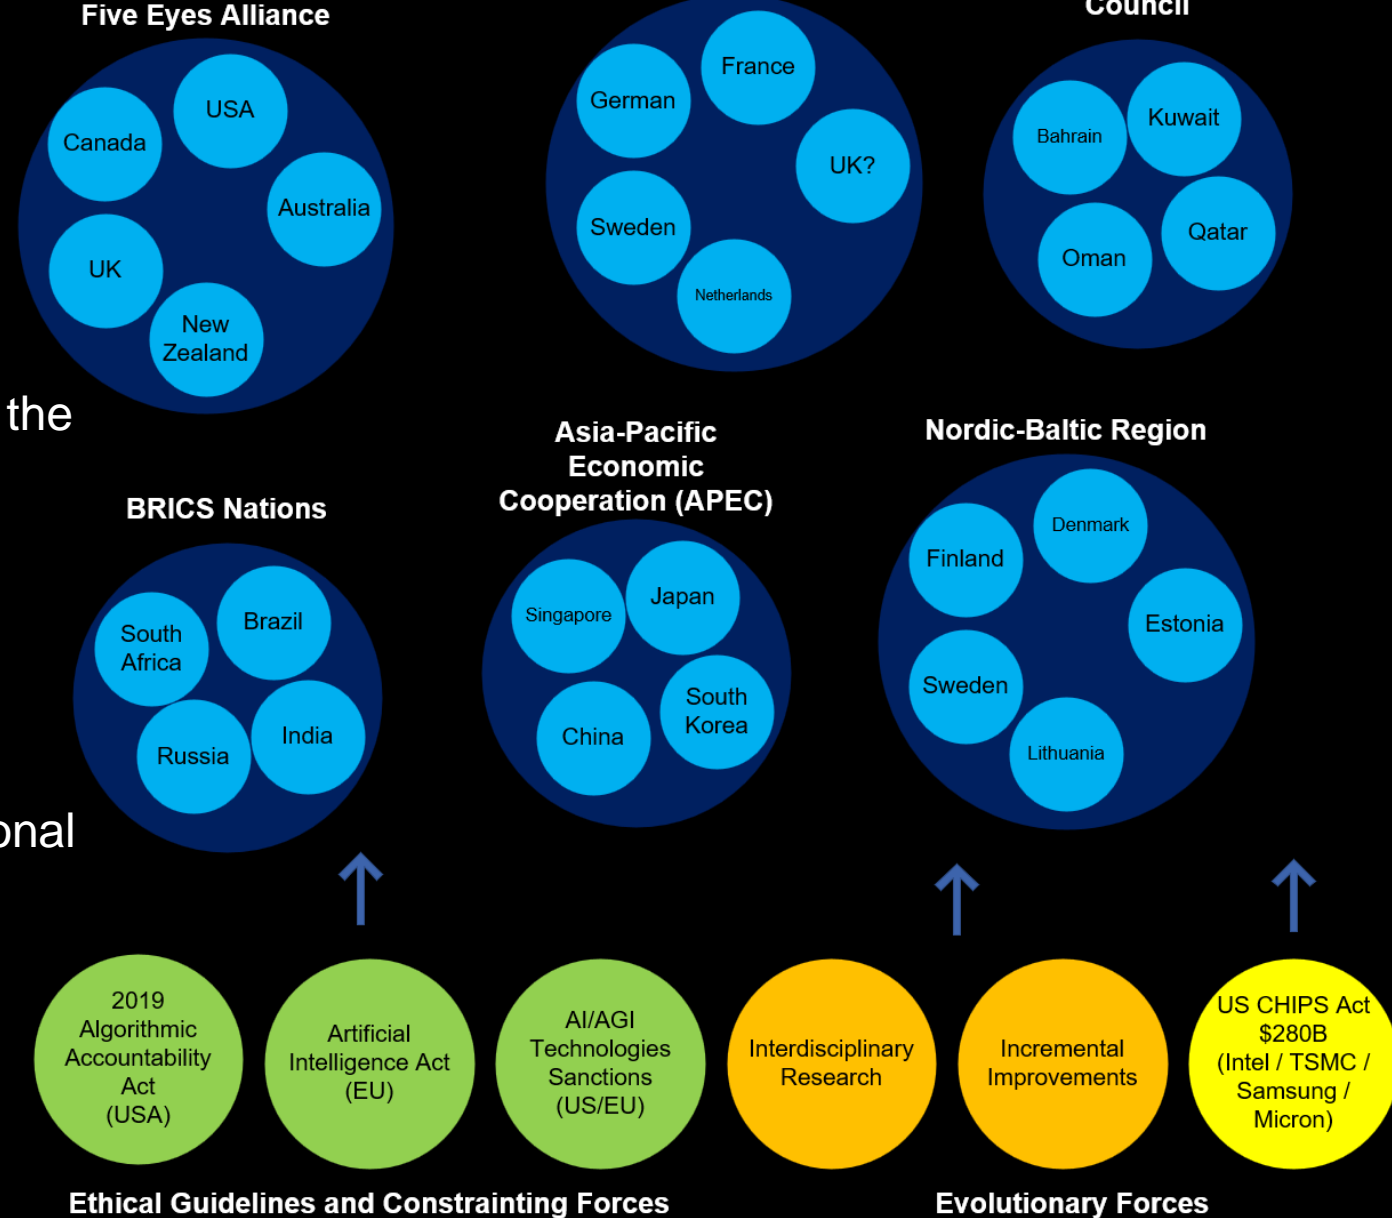 Five Eyes Alliance
Canada
USA
Australia
UK
New
Zealand
German
France
UK?
Sweden
Netherlands
Council
Bahrain
Kuwait
Qatar
Oman
the
BRICS Nations
South
Africa
Brazil
India
Russia
Asia-Pacific
Economic
Cooperation (APEC)
Singapore
Japan
South
Korea
China
Nordic-Baltic Region
Finland
Denmark
Estonia
Sweden
Lithuania
onal
2019
Algorithmic
Accountability
Act
(USA)
Artificial
Intelligence Act
(EU)
AI/AGI
Technologies
Sanctions
(US/EU)
Interdisciplinary
Research
Incremental
Improvements
US CHIPS Act
$280B
(Intel / TSMC /
Samsung /
Micron)
Ethical Guidelines and Constrainting Forces
Evolutionary Forces